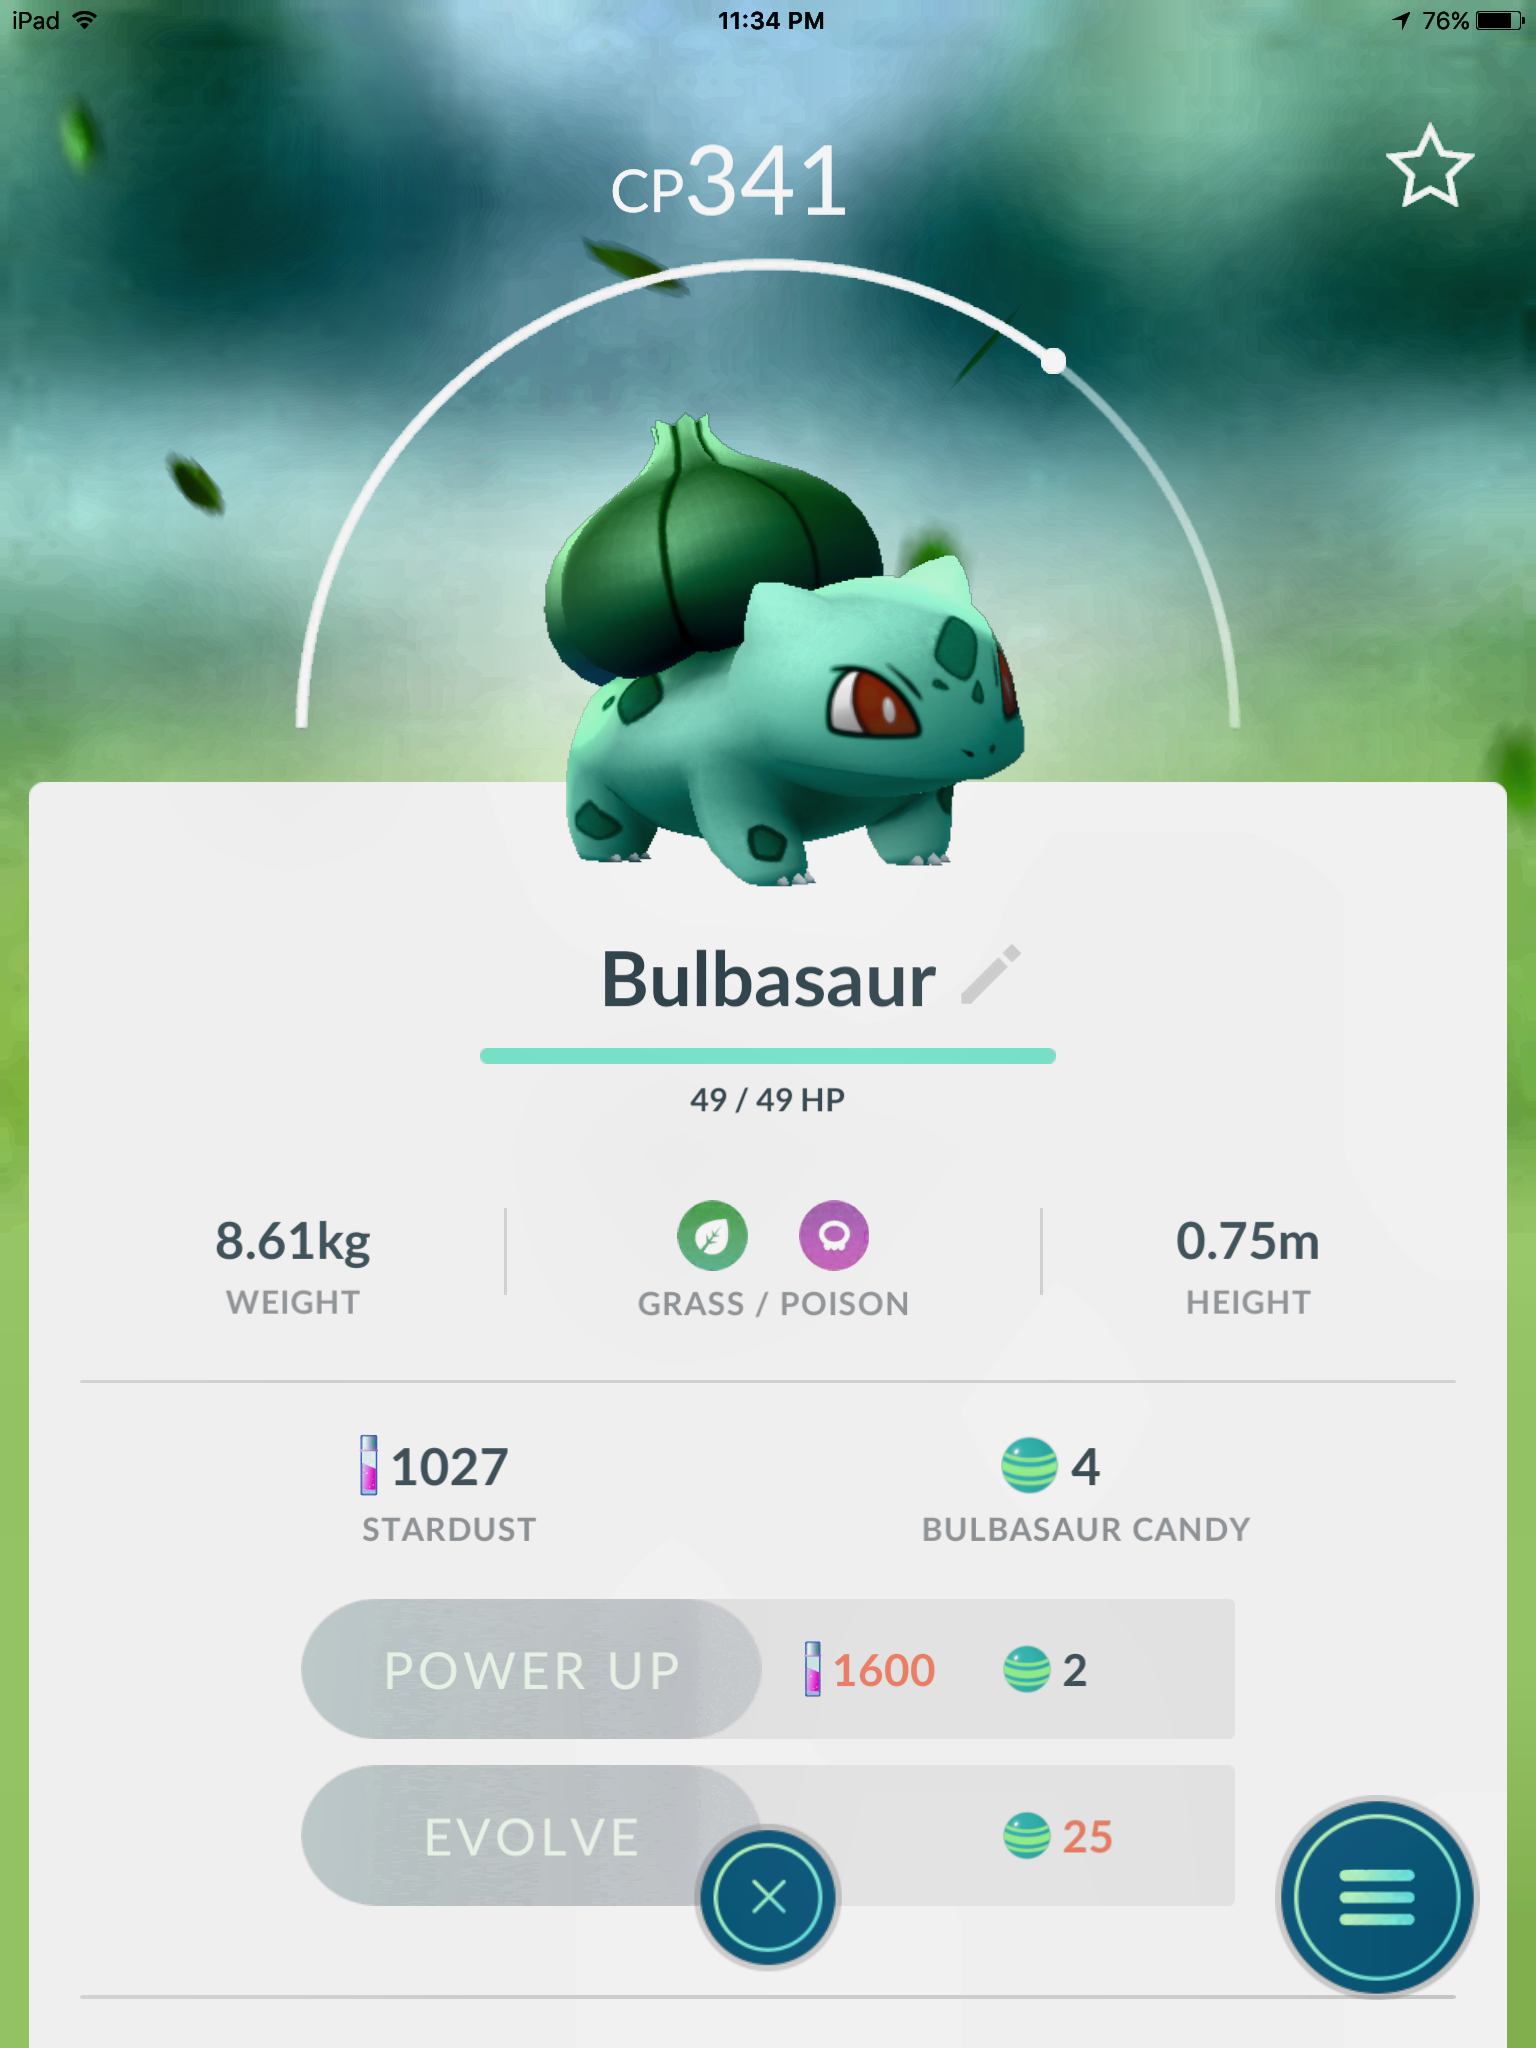 iPad 11:34 PM 76%
CP341
Bulbasaur
49 / 49 HP
8.61kg 0.75m
WEIGHT GRASS / POISON HEIGHT
1027 4
STARDUST BULBASAUR CANDY
POWER UP 1600 2
EVOLVE 25